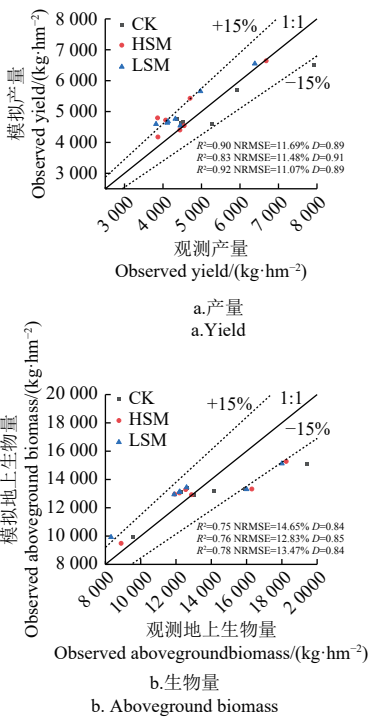 8 000
7 000
6 000
5 000
4 000
3 000
模拟产量
Observed yield/(kg·hm⁻²)
CK
HSM
LSM
+15%
1:1
−15%
R²=0.90 NRMSE=11.69% D=0.89
R²=0.83 NRMSE=11.48% D=0.91
R²=0.92 NRMSE=11.07% D=0.89
3 000
4 000
5 000
6 000
7 000
8 000
观测产量
Observed yield/(kg·hm⁻²)
a.产量
a.Yield
20 000
18 000
16 000
14 000
12 000
10 000
8 000
模拟地上生物量
Observed aboveground biomass/(kg·hm⁻²)
CK
HSM
LSM
+15%
1:1
−15%
R²=0.75 NRMSE=14.65% D=0.84
R²=0.76 NRMSE=12.83% D=0.85
R²=0.78 NRMSE=13.47% D=0.84
8 000
10 000
12 000
14 000
16 000
18 000
20 000
观测地上生物量
Observed abovegroundbiomass/(kg·hm⁻²)
b.生物量
b. Aboveground biomass